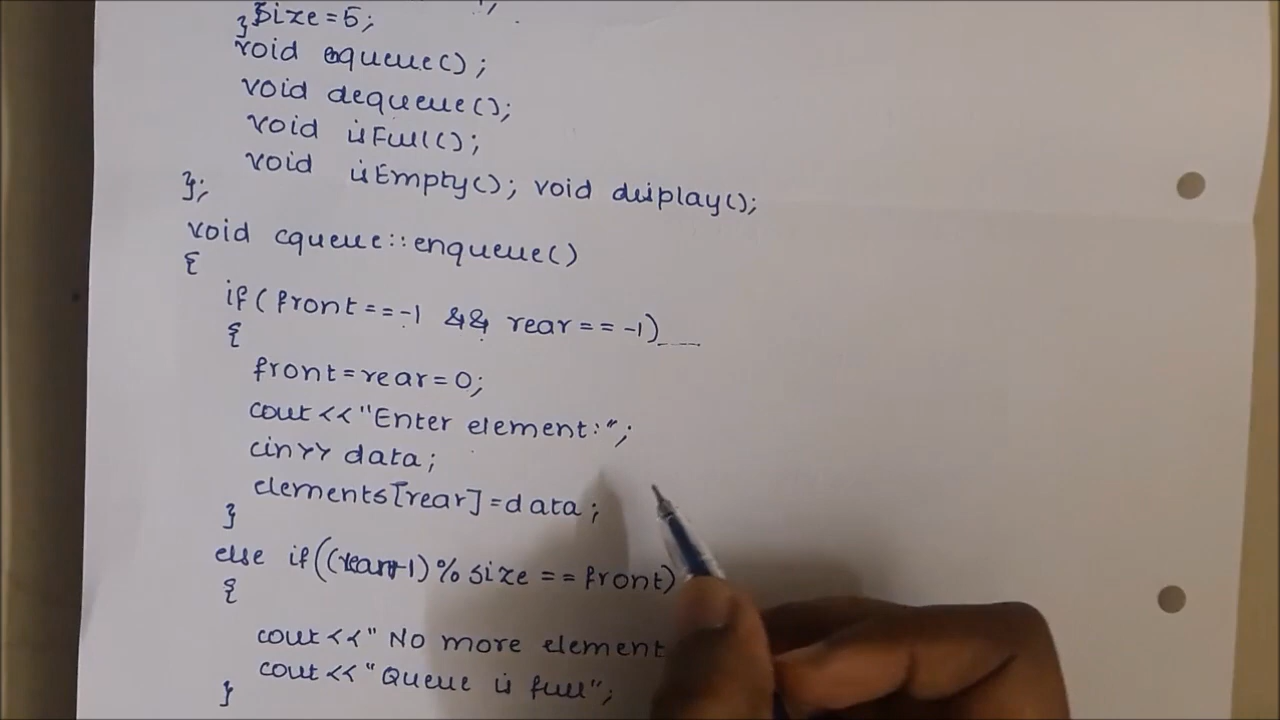 size=5;
}
void enqueue();
void dequeue();
void isFull();
void isEmpty(); void display();
};
void cqueue::enqueue()
{
if(front==-1 && rear==-1)
{
front=rear=0;
cout<<"Enter element:";
cin>> data;
elements[rear]=data;
}
else if((rear+1)%size==front)
{
cout<<" No more element
cout<<"Queue is full";
}